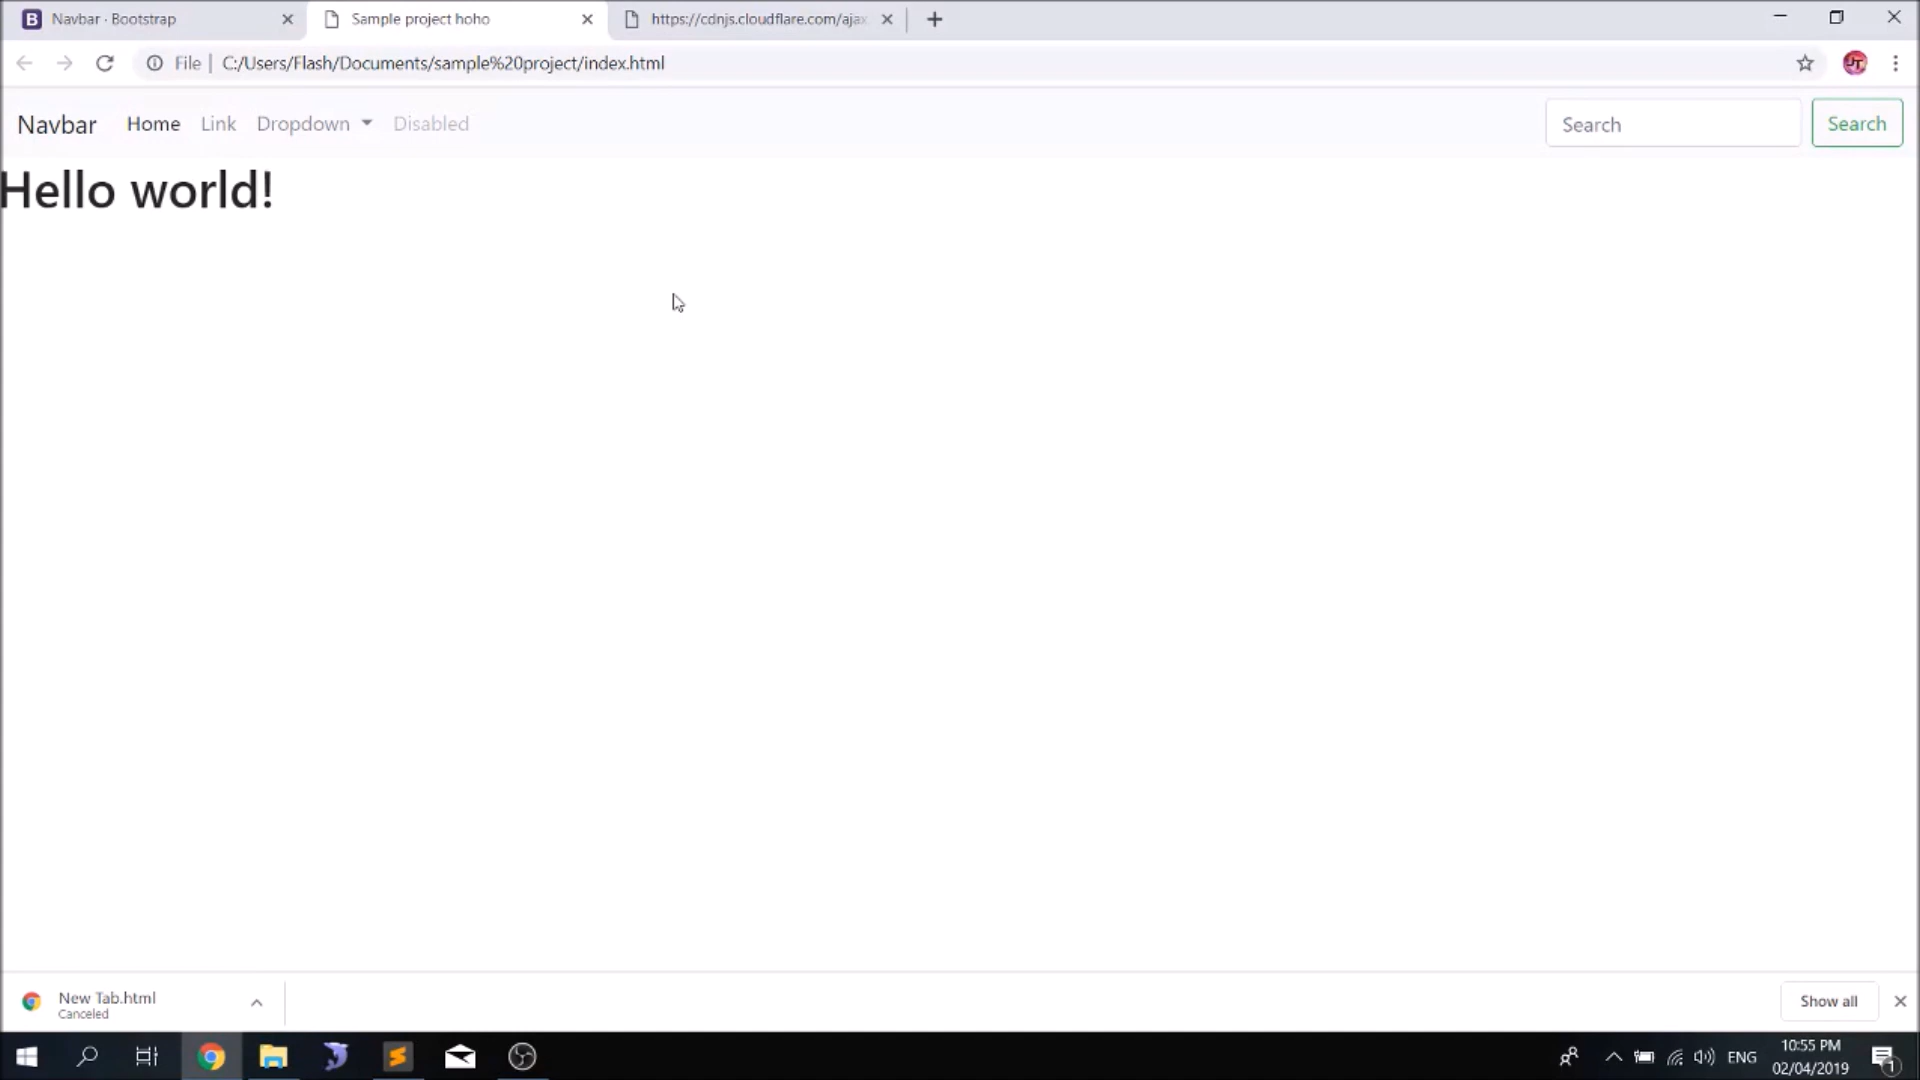 Navbar · Bootstrap
Sample project hoho
https://cdnjs.cloudflare.com/ajax
File
C:/Users/Flash/Documents/sample%20project/index.html
Navbar
Home
Link
Dropdown
Disabled
Search
Search
Hello world!
New Tab.html
Canceled
Show all
ENG
10:55 PM
02/04/2019
1